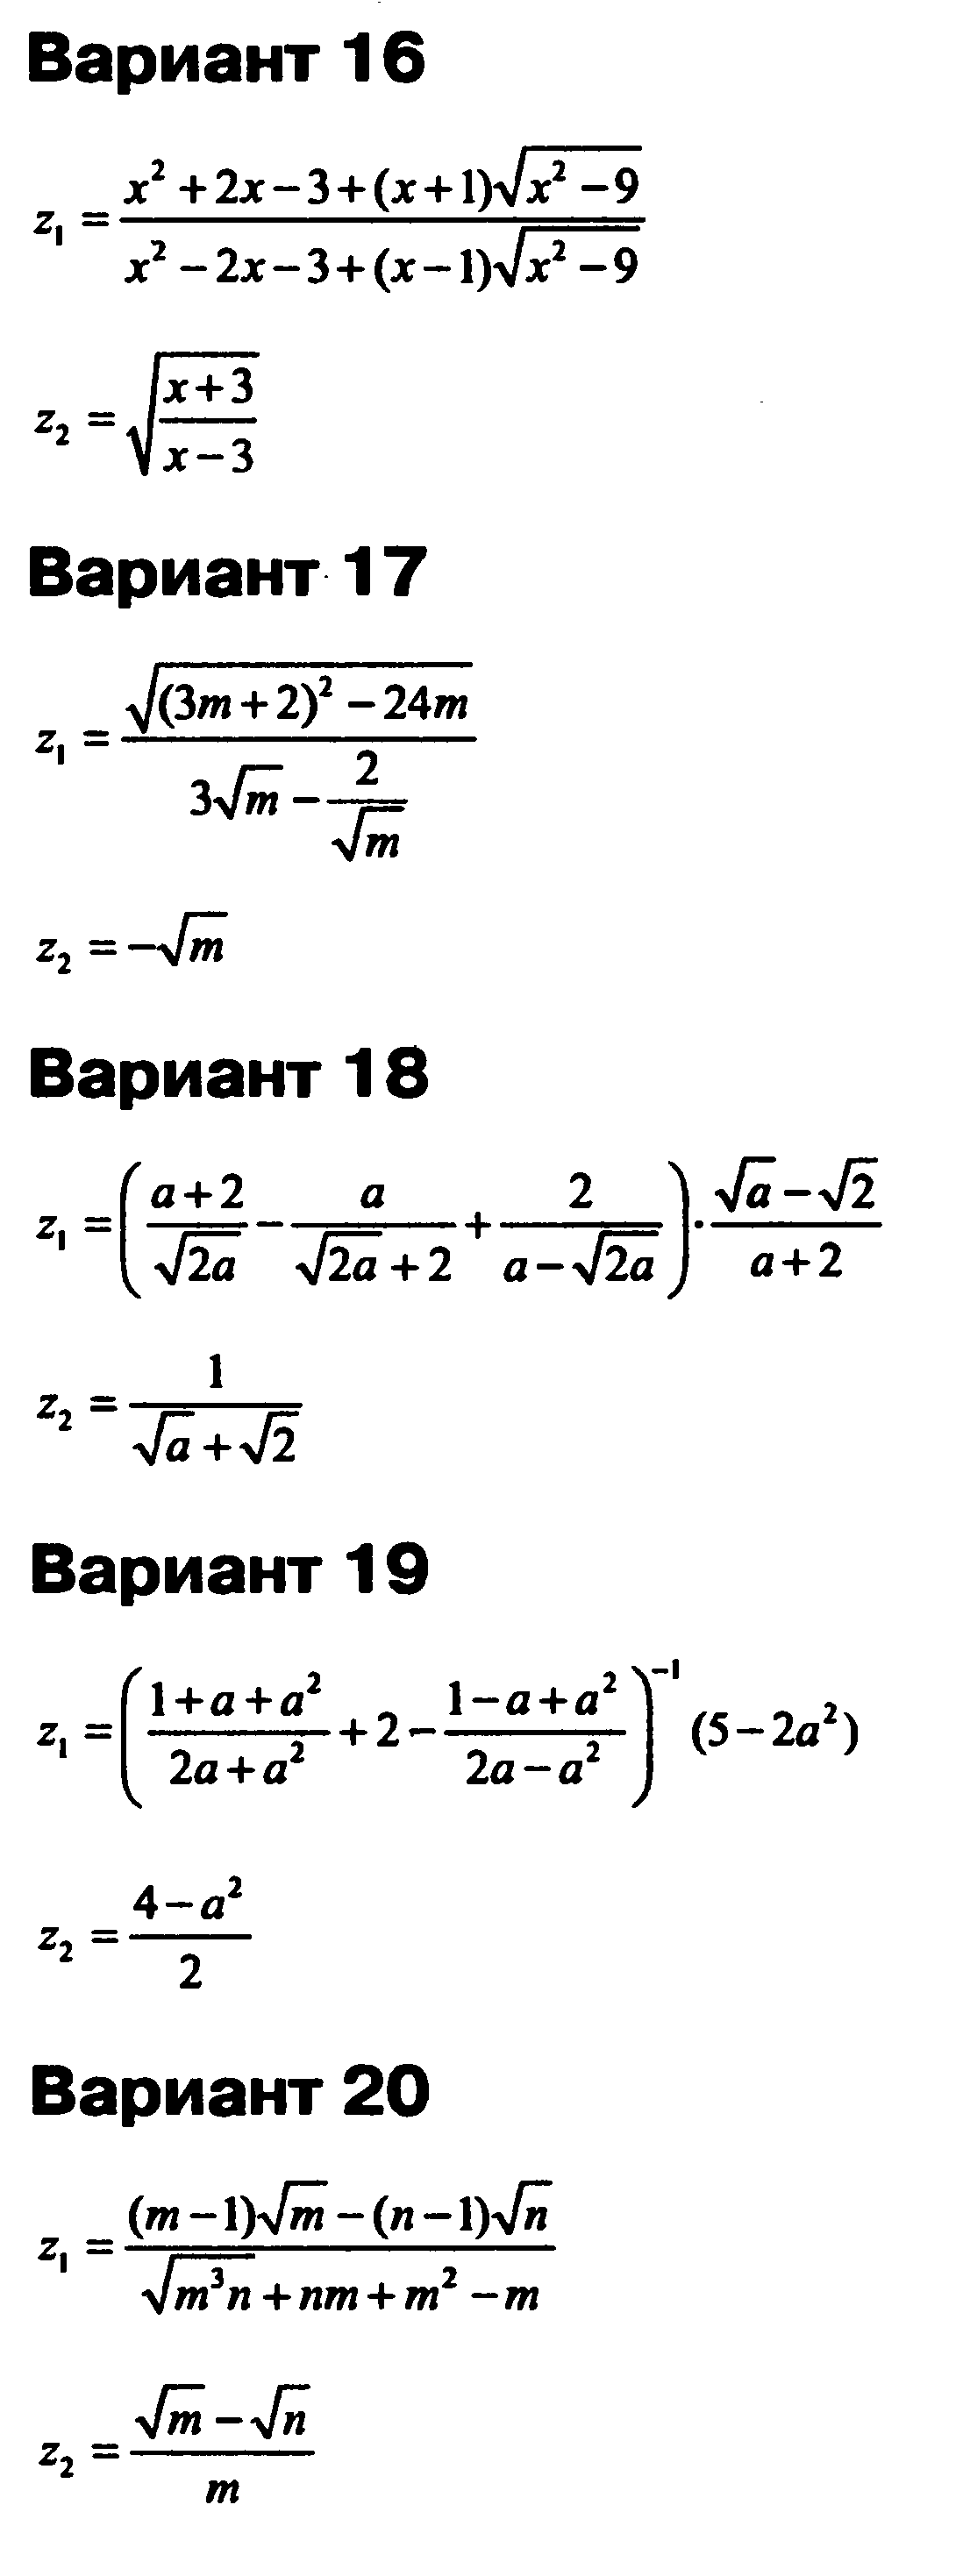 Вариант 16
z₁ = (x² + 2x − 3 + (x + 1)√(x² − 9)) / (x² − 2x − 3 + (x − 1)√(x² − 9))
z₂ = √((x + 3) / (x − 3))
Вариант 17
z₁ = √((3m + 2)² − 24m) / (3√m − 2/√m)
z₂ = −√m
Вариант 18
z₁ = ((a + 2)/√(2a) − a/(√(2a) + 2) + 2/(a − √(2a))) · (√a − √2)/(a + 2)
z₂ = 1 / (√a + √2)
Вариант 19
z₁ = ((1 + a + a²)/(2a + a²) + 2 − (1 − a + a²)/(2a − a²))⁻¹ (5 − 2a²)
z₂ = (4 − a²) / 2
Вариант 20
z₁ = ((m − 1)√m − (n − 1)√n) / (√(m³n) + nm + m² − m)
z₂ = (√m − √n) / m